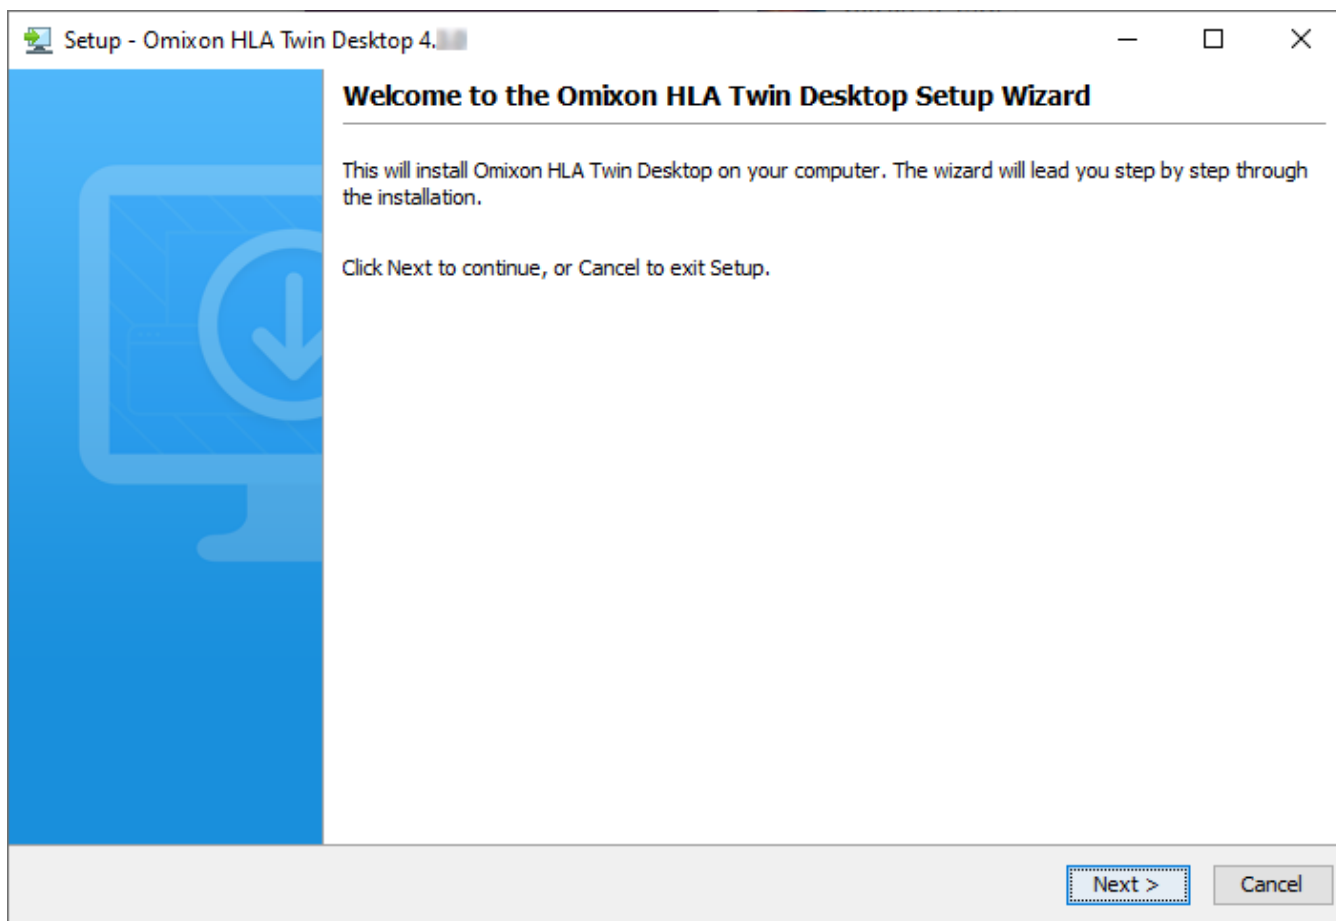 Setup - Omixon HLA Twin Desktop 4.
Welcome to the Omixon HLA Twin Desktop Setup Wizard
This will install Omixon HLA Twin Desktop on your computer. The wizard will lead you step by step through
the installation.
Click Next to continue, or Cancel to exit Setup.
Next >
Cancel